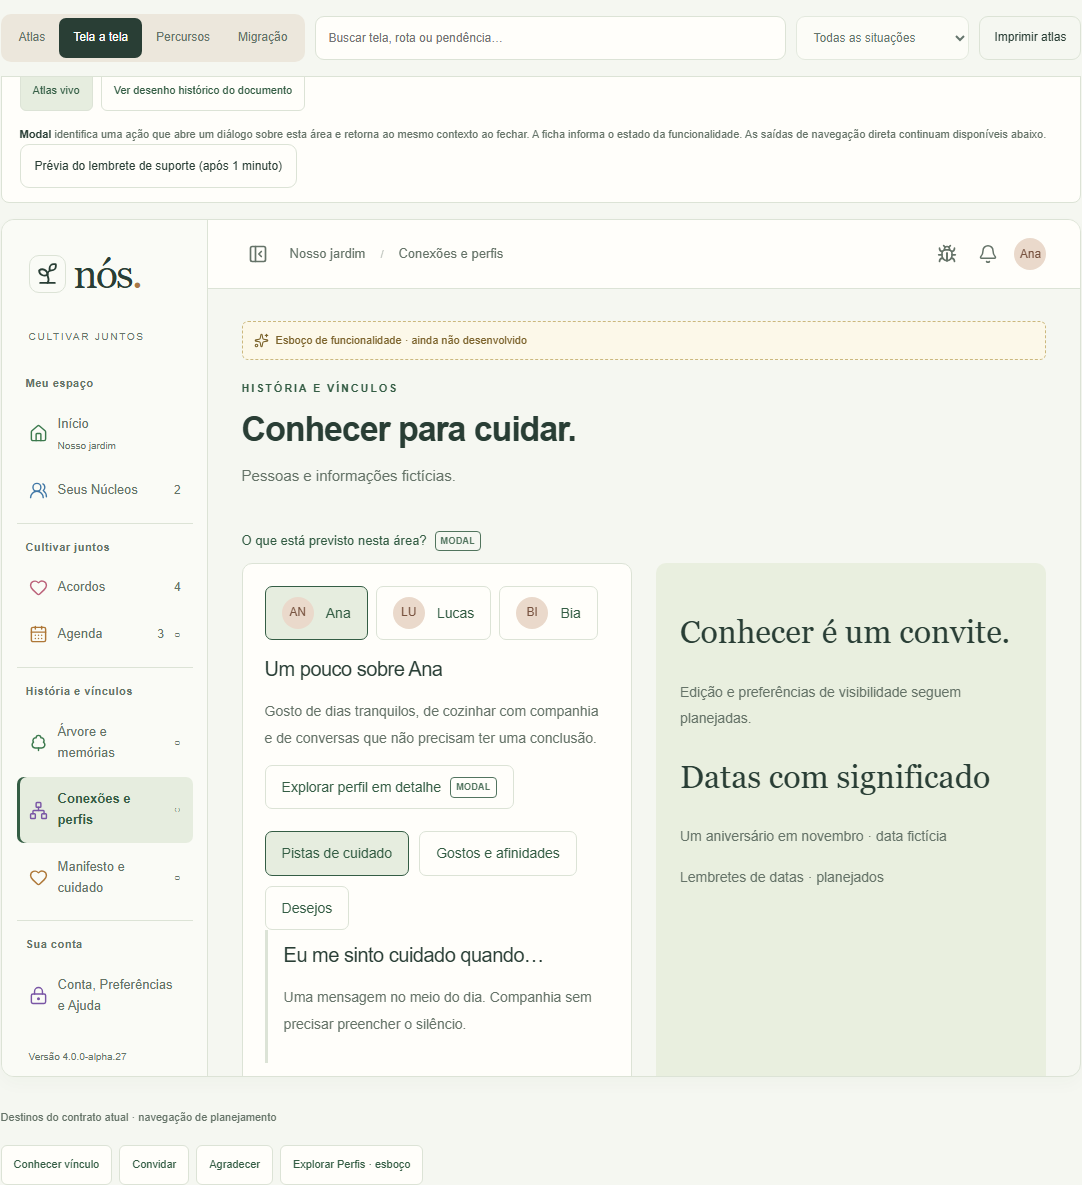 Atlas
Tela a tela
Percursos
Migração
Buscar tela, rota ou pendência...
Todas as situações
Imprimir atlas
Atlas vivo
Ver desenho histórico do documento
Modal identifica uma ação que abre um diálogo sobre esta área e retorna ao mesmo contexto ao fechar. A ficha informa o estado da funcionalidade. As saídas de navegação direta continuam disponíveis abaixo.
Prévia do lembrete de suporte (após 1 minuto)
nós.
CULTIVAR JUNTOS
Meu espaço
Início
Nosso jardim
Seus Núcleos 2
Cultivar juntos
Acordos 4
Agenda 3
História e vínculos
Árvore e
memórias
Conexões e
perfis
Manifesto e
cuidado
Sua conta
Conta, Preferências
e Ajuda
Versão 4.0.0-alpha.27
Nosso jardim / Conexões e perfis
Ana
Esboço de funcionalidade · ainda não desenvolvido
HISTÓRIA E VÍNCULOS
Conhecer para cuidar.
Pessoas e informações fictícias.
O que está previsto nesta área? MODAL
AN Ana
LU Lucas
BI Bia
Um pouco sobre Ana
Gosto de dias tranquilos, de cozinhar com companhia
e de conversas que não precisam ter uma conclusão.
Explorar perfil em detalhe MODAL
Pistas de cuidado
Gostos e afinidades
Desejos
Eu me sinto cuidado quando...
Uma mensagem no meio do dia. Companhia sem
precisar preencher o silêncio.
Conhecer é um convite.
Edição e preferências de visibilidade seguem
planejadas.
Datas com significado
Um aniversário em novembro · data fictícia
Lembretes de datas · planejados
Destinos do contrato atual · navegação de planejamento
Conhecer vínculo
Convidar
Agradecer
Explorar Perfis · esboço